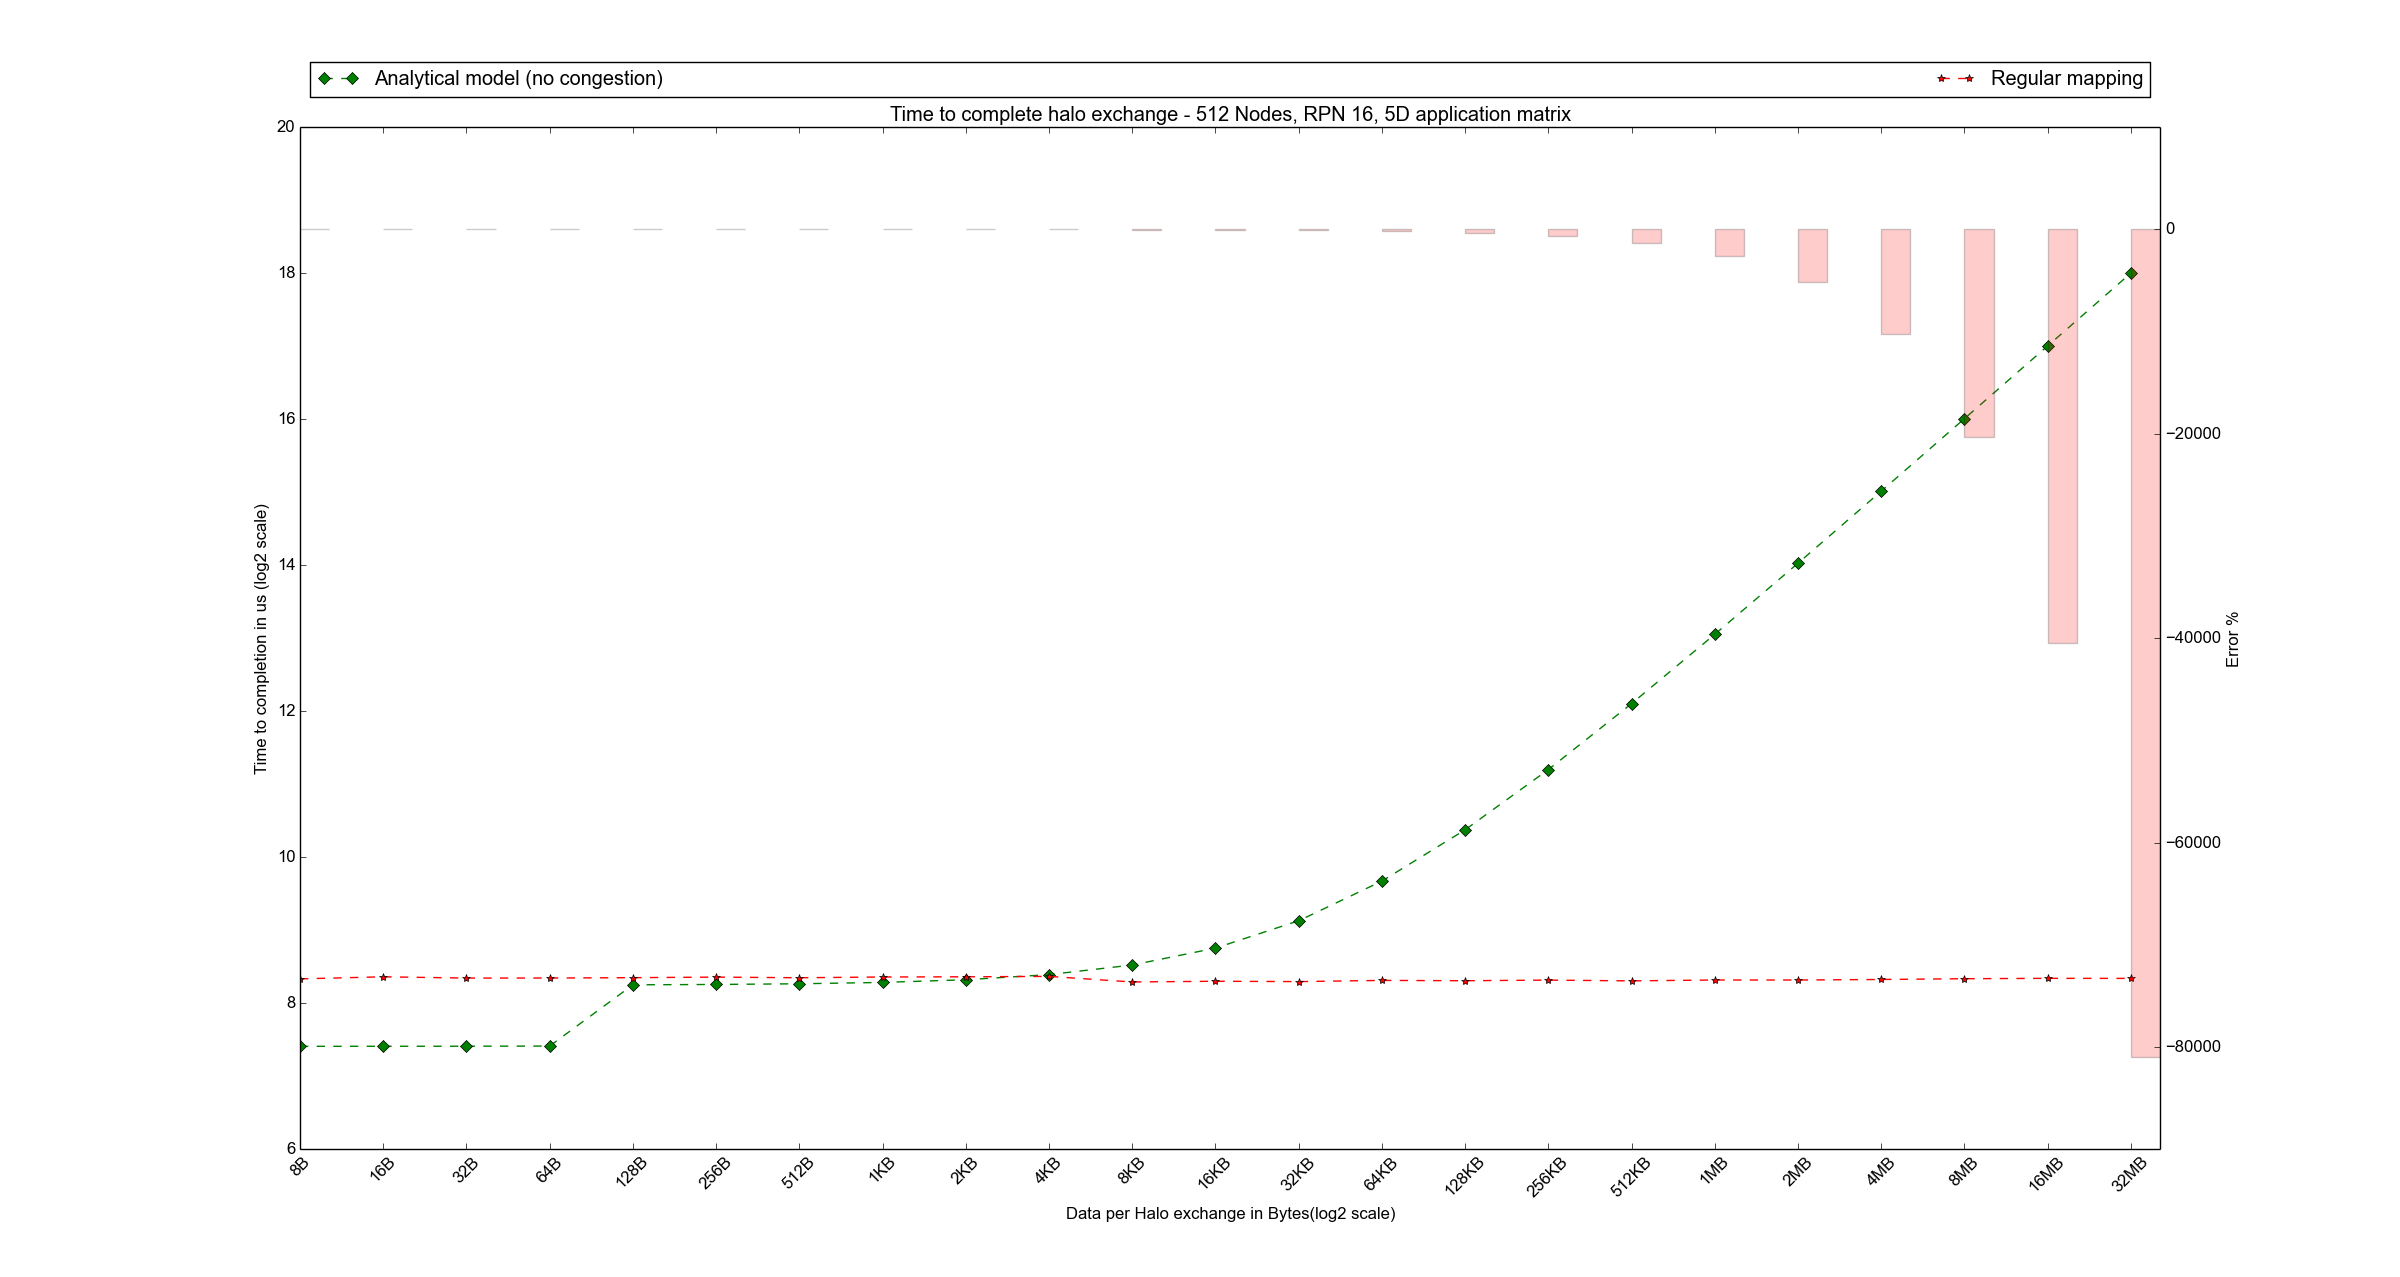 Analytical model (no congestion)
Regular mapping
Time to complete halo exchange - 512 Nodes, RPN 16, 5D application matrix
20
18
16
14
12
10
8
6
Time to completion in us (log2 scale)
0
−20000
−40000
−60000
−80000
Error %
8B
16B
32B
64B
128B
256B
512B
1KB
2KB
4KB
8KB
16KB
32KB
64KB
128KB
256KB
512KB
1MB
2MB
4MB
8MB
16MB
32MB
Data per Halo exchange in Bytes(log2 scale)